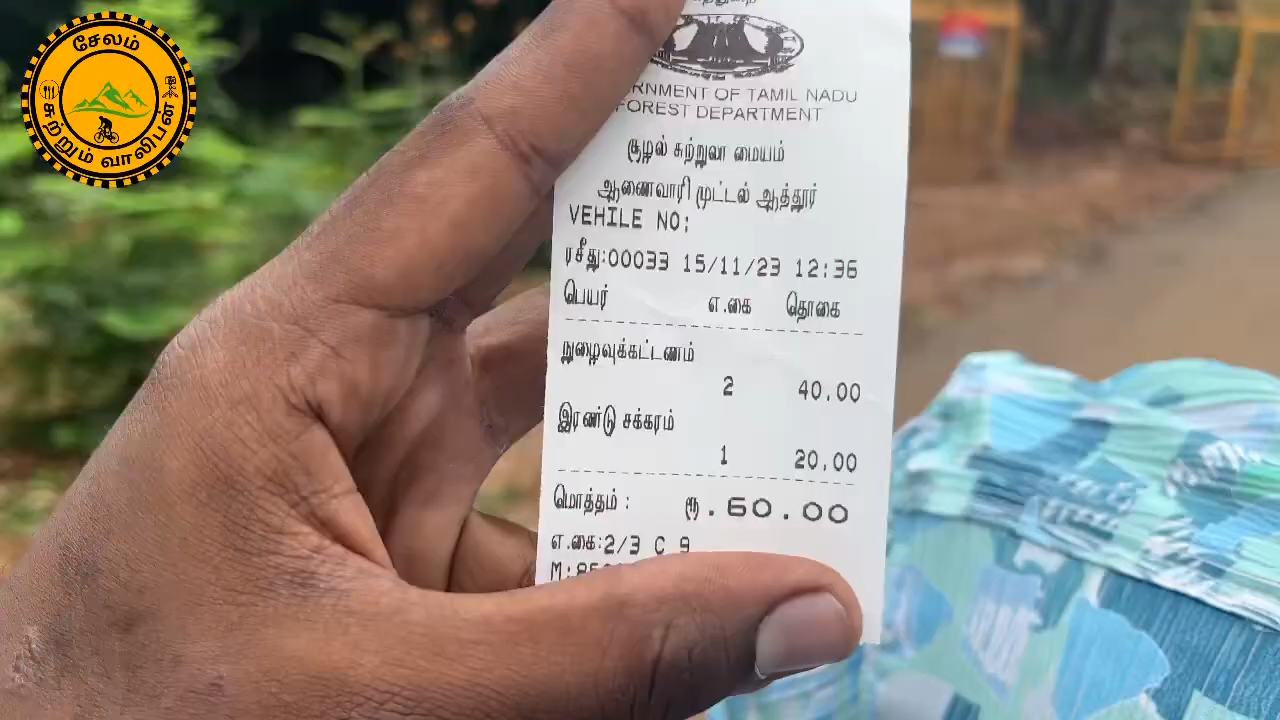 சேலம்
சுற்றும் வாலிபன்
OF TAMIL NADU
FOREST DEPARTMENT
சூழல் சுற்றுலா மையம்
ஆணைவாரி முட்டல் ஆத்தூர்
VEHILE NO:
ரசீது:00033 15/11/23 12:36
பெயர் எ.கை தொகை
நுழைவுக்கட்டணம்
2 40.00
இரண்டு சக்கரம்
1 20.00
மொத்தம் : ரூ.60.00
எ.கை:2/3 C 9